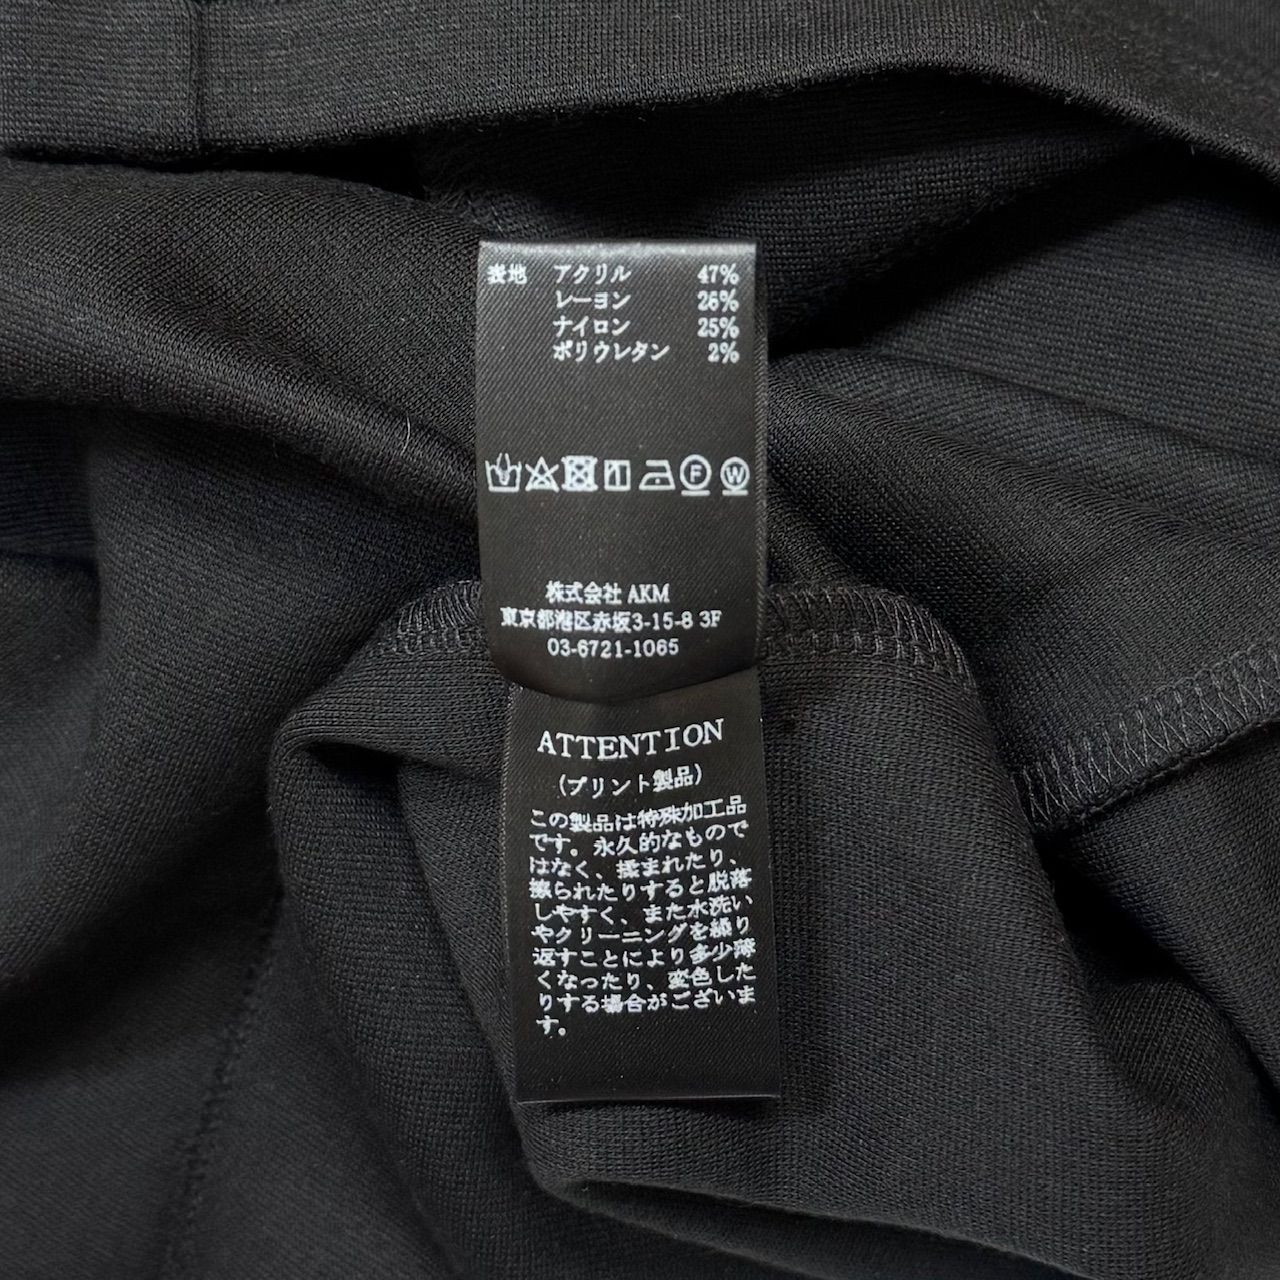 表地 アクリル 47%
レーヨン 26%
ナイロン 25%
ポリウレタン 2%
F W
株式会社 AKM
東京都港区赤坂3-15-8 3F
03-6721-1065
ATTENTION
(プリント製品)
この製品は特殊加工品
です。永久的なもので
はなく、揉まれたり、
擦られたりすると脱落
しやすく、また水洗い
やクリーニングを繰り
返すことにより多少薄
くなったり、変色した
りする場合がございま
す。